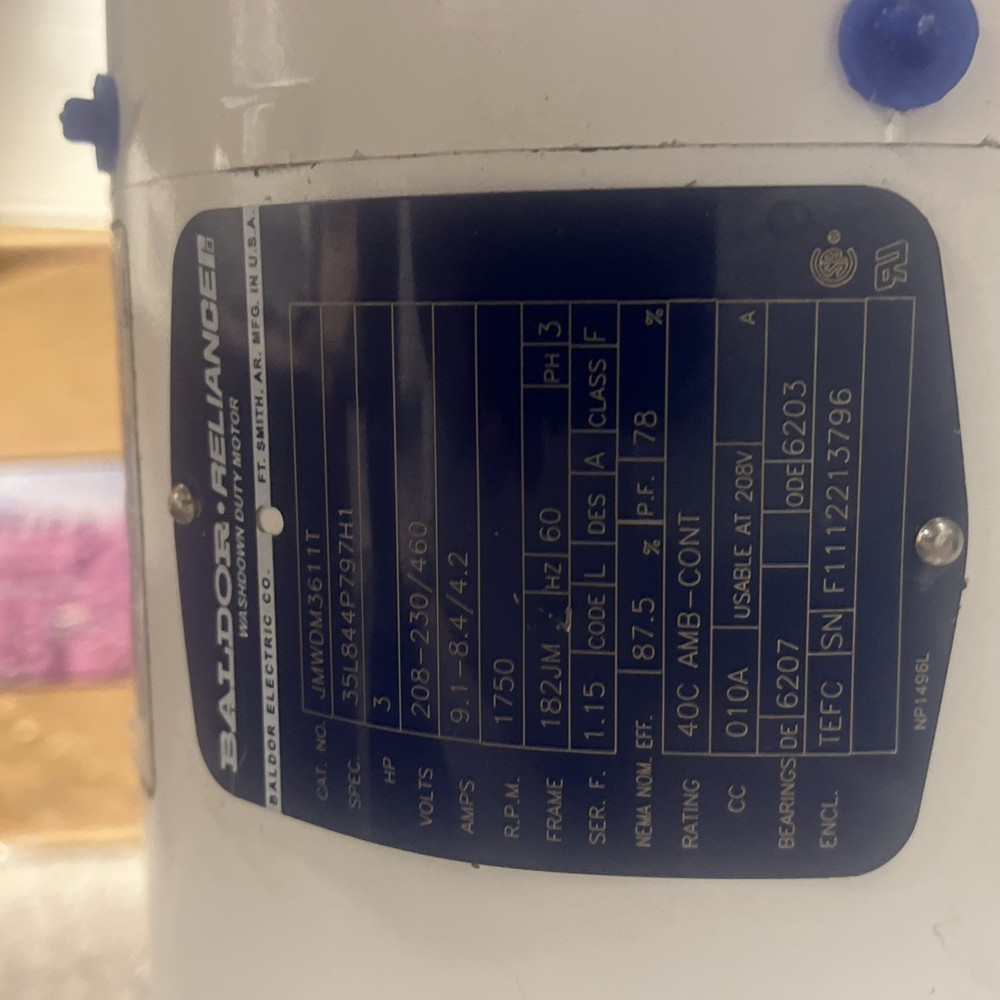 BALDOR • RELIANCE
WASHDOWN DUTY MOTOR
BALDOR ELECTRIC CO. FT. SMITH, AR. MFG. IN U.S.A.
CAT. NO. JMWDM3611T
SPEC. 35L844P797H1
HP 3
VOLTS 208-230/460
AMPS 9.1-8.4/4.2
R.P.M. 1750
FRAME 182JM HZ 60 PH 3
SER. F. 1.15 CODE L DES A CLASS F
NEMA NOM. EFF. 87.5 % P.F. 78 %
RATING 40C AMB-CONT
CC 010A USABLE AT 208V A
BEARINGS DE 6207 ODE 6203
ENCL. TEFC SN F1112213796
NP1496L